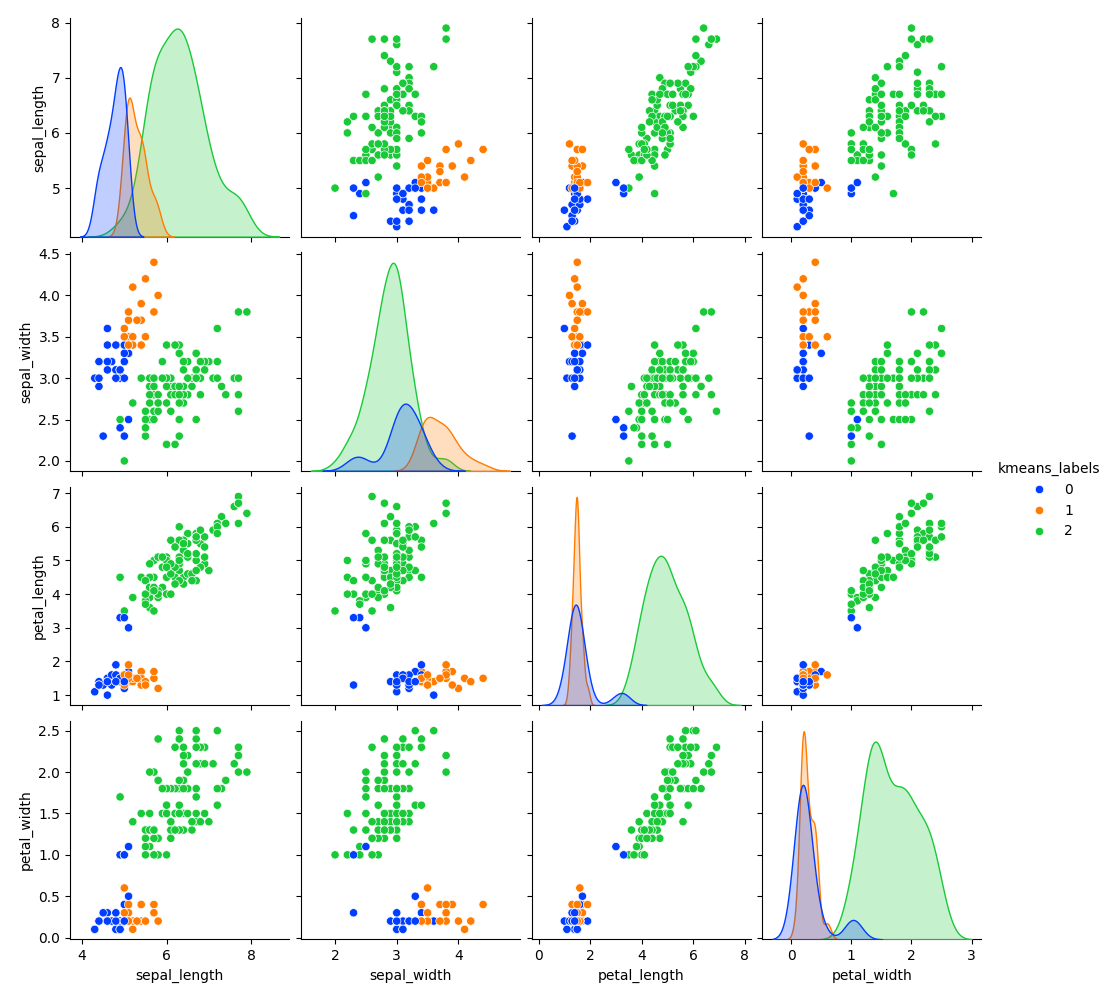 8
7
6
5
sepal_length
4.5
4.0
3.5
3.0
2.5
2.0
sepal_width
7
6
5
4
3
2
1
petal_length
2.5
2.0
1.5
1.0
0.5
0.0
petal_width
4 6 8
sepal_length
2 3 4
sepal_width
0 2 4 6 8
petal_length
0 1 2 3
petal_width
kmeans_labels
0
1
2